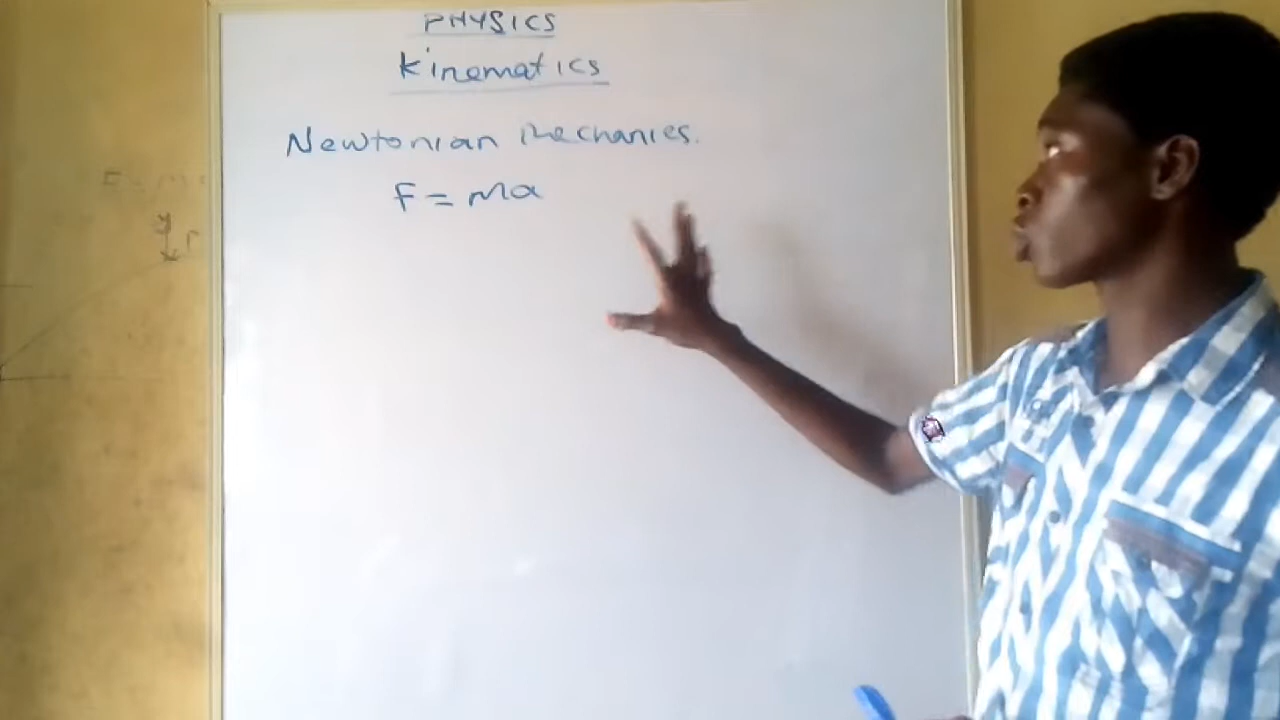 PHYSICS
Kinematics
Newtonian Mechanics.
F = ma
y
r